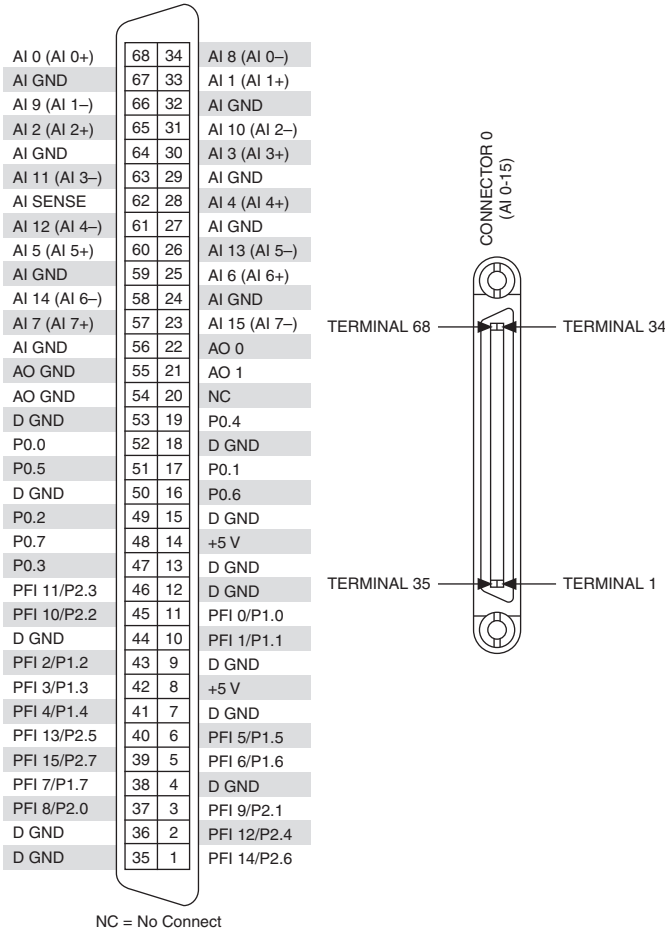 AI 0 (AI 0+) 68 34 AI 8 (AI 0–)
AI GND 67 33 AI 1 (AI 1+)
AI 9 (AI 1–) 66 32 AI GND
AI 2 (AI 2+) 65 31 AI 10 (AI 2–)
AI GND 64 30 AI 3 (AI 3+)
AI 11 (AI 3–) 63 29 AI GND
AI SENSE 62 28 AI 4 (AI 4+)
AI 12 (AI 4–) 61 27 AI GND
AI 5 (AI 5+) 60 26 AI 13 (AI 5–)
AI GND 59 25 AI 6 (AI 6+)
AI 14 (AI 6–) 58 24 AI GND
AI 7 (AI 7+) 57 23 AI 15 (AI 7–)
AI GND 56 22 AO 0
AO GND 55 21 AO 1
AO GND 54 20 NC
D GND 53 19 P0.4
P0.0 52 18 D GND
P0.5 51 17 P0.1
D GND 50 16 P0.6
P0.2 49 15 D GND
P0.7 48 14 +5 V
P0.3 47 13 D GND
PFI 11/P2.3 46 12 D GND
PFI 10/P2.2 45 11 PFI 0/P1.0
D GND 44 10 PFI 1/P1.1
PFI 2/P1.2 43 9 D GND
PFI 3/P1.3 42 8 +5 V
PFI 4/P1.4 41 7 D GND
PFI 13/P2.5 40 6 PFI 5/P1.5
PFI 15/P2.7 39 5 PFI 6/P1.6
PFI 7/P1.7 38 4 D GND
PFI 8/P2.0 37 3 PFI 9/P2.1
D GND 36 2 PFI 12/P2.4
D GND 35 1 PFI 14/P2.6
NC = No Connect
CONNECTOR 0
(AI 0-15)
TERMINAL 68
TERMINAL 34
TERMINAL 35
TERMINAL 1